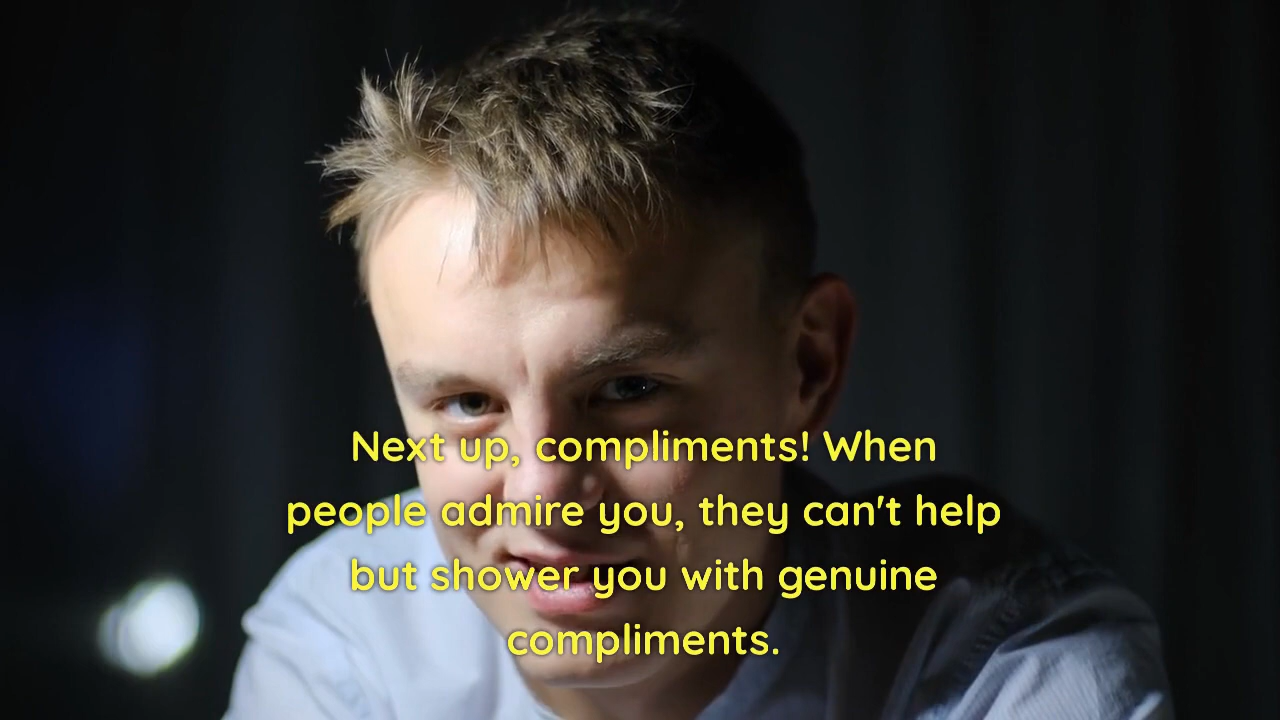 Next up, compliments! When
people admire you, they can't help
but shower you with genuine
compliments.